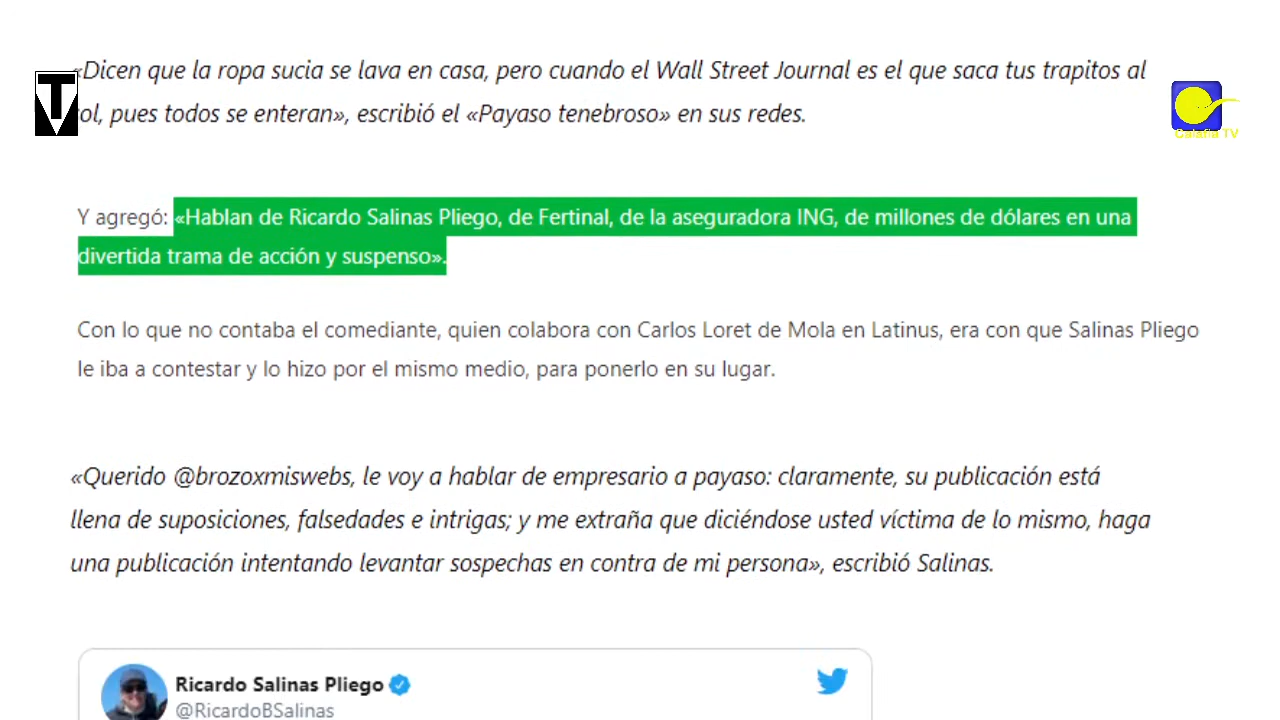 «Dicen que la ropa sucia se lava en casa, pero cuando el Wall Street Journal es el que saca tus trapitos al
ol, pues todos se enteran», escribió el «Payaso tenebroso» en sus redes.
T
Galafia TV
Y agregó: «Hablan de Ricardo Salinas Pliego, de Fertinal, de la aseguradora ING, de millones de dólares en una
divertida trama de acción y suspenso».
Con lo que no contaba el comediante, quien colabora con Carlos Loret de Mola en Latinus, era con que Salinas Pliego
le iba a contestar y lo hizo por el mismo medio, para ponerlo en su lugar.
«Querido @brozoxmiswebs, le voy a hablar de empresario a payaso: claramente, su publicación está
llena de suposiciones, falsedades e intrigas; y me extraña que diciéndose usted víctima de lo mismo, haga
una publicación intentando levantar sospechas en contra de mi persona», escribió Salinas.
Ricardo Salinas Pliego
@RicardoBSalinas